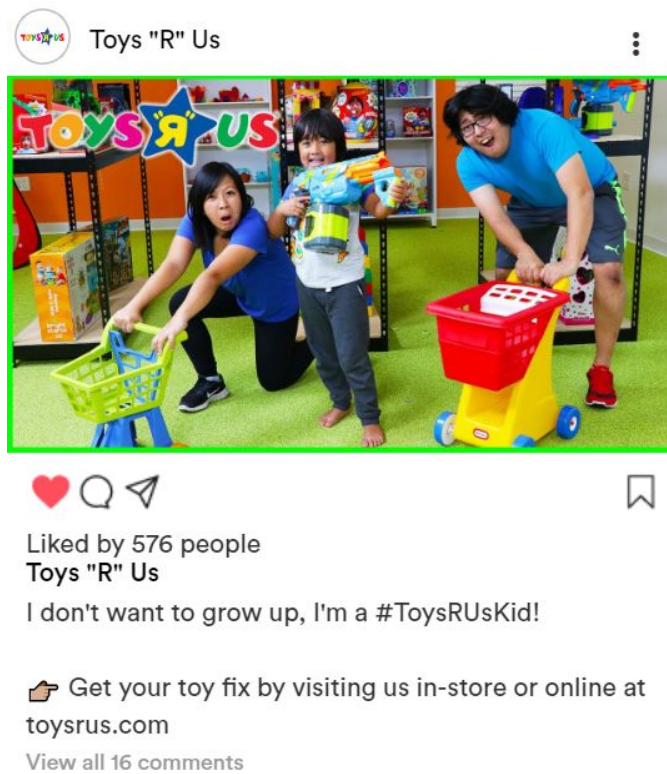 TOYS R US
Toys "R" Us
TOYS "R" US
Liked by 576 people
Toys "R" Us
I don't want to grow up, I'm a #ToysRUsKid!
Get your toy fix by visiting us in-store or online at
toysrus.com
View all 16 comments